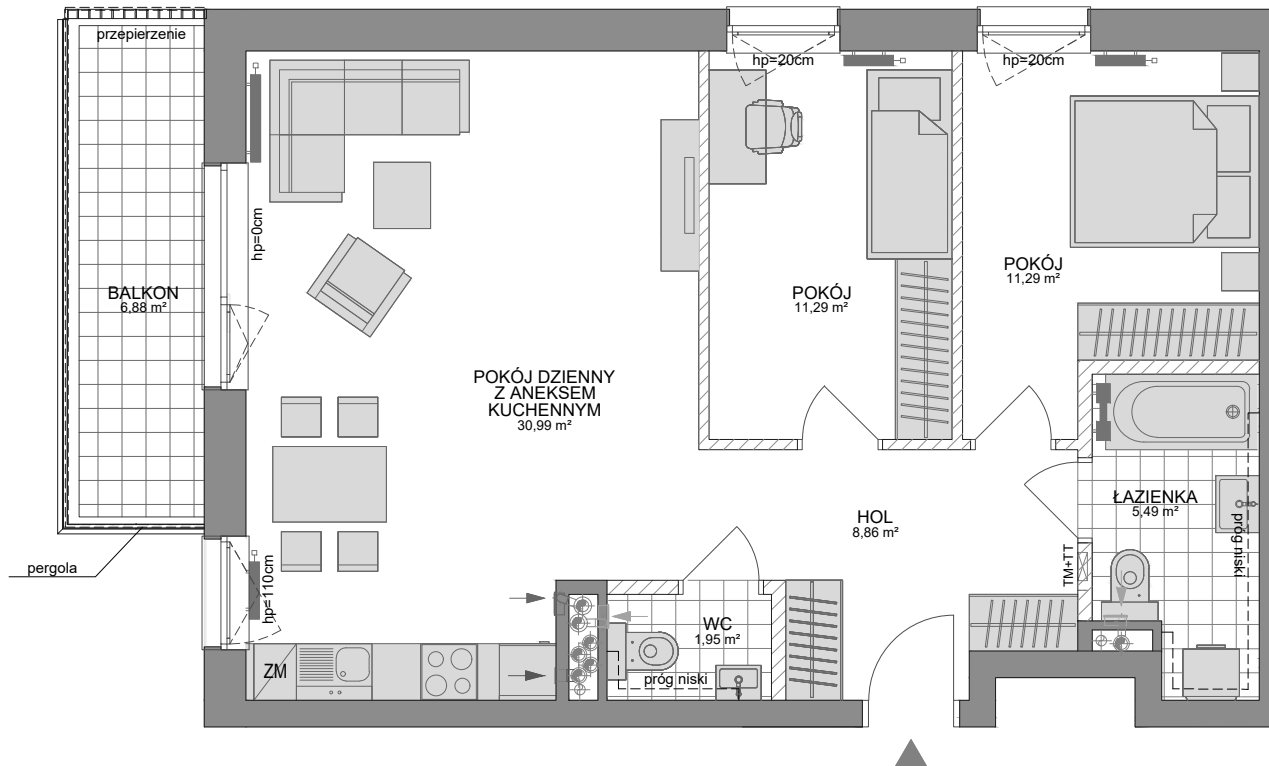 przepierzenie
hp=20cm
hp=20cm
hp=0cm
BALKON
6,88 m²
POKÓJ
11,29 m²
POKÓJ
11,29 m²
POKÓJ DZIENNY
Z ANEKSEM
KUCHENNYM
30,99 m²
HOL
8,86 m²
ŁAZIENKA
5,49 m²
próg niski
TM+TT
pergola
hp=110cm
WC
1,95 m²
próg niski
ZM